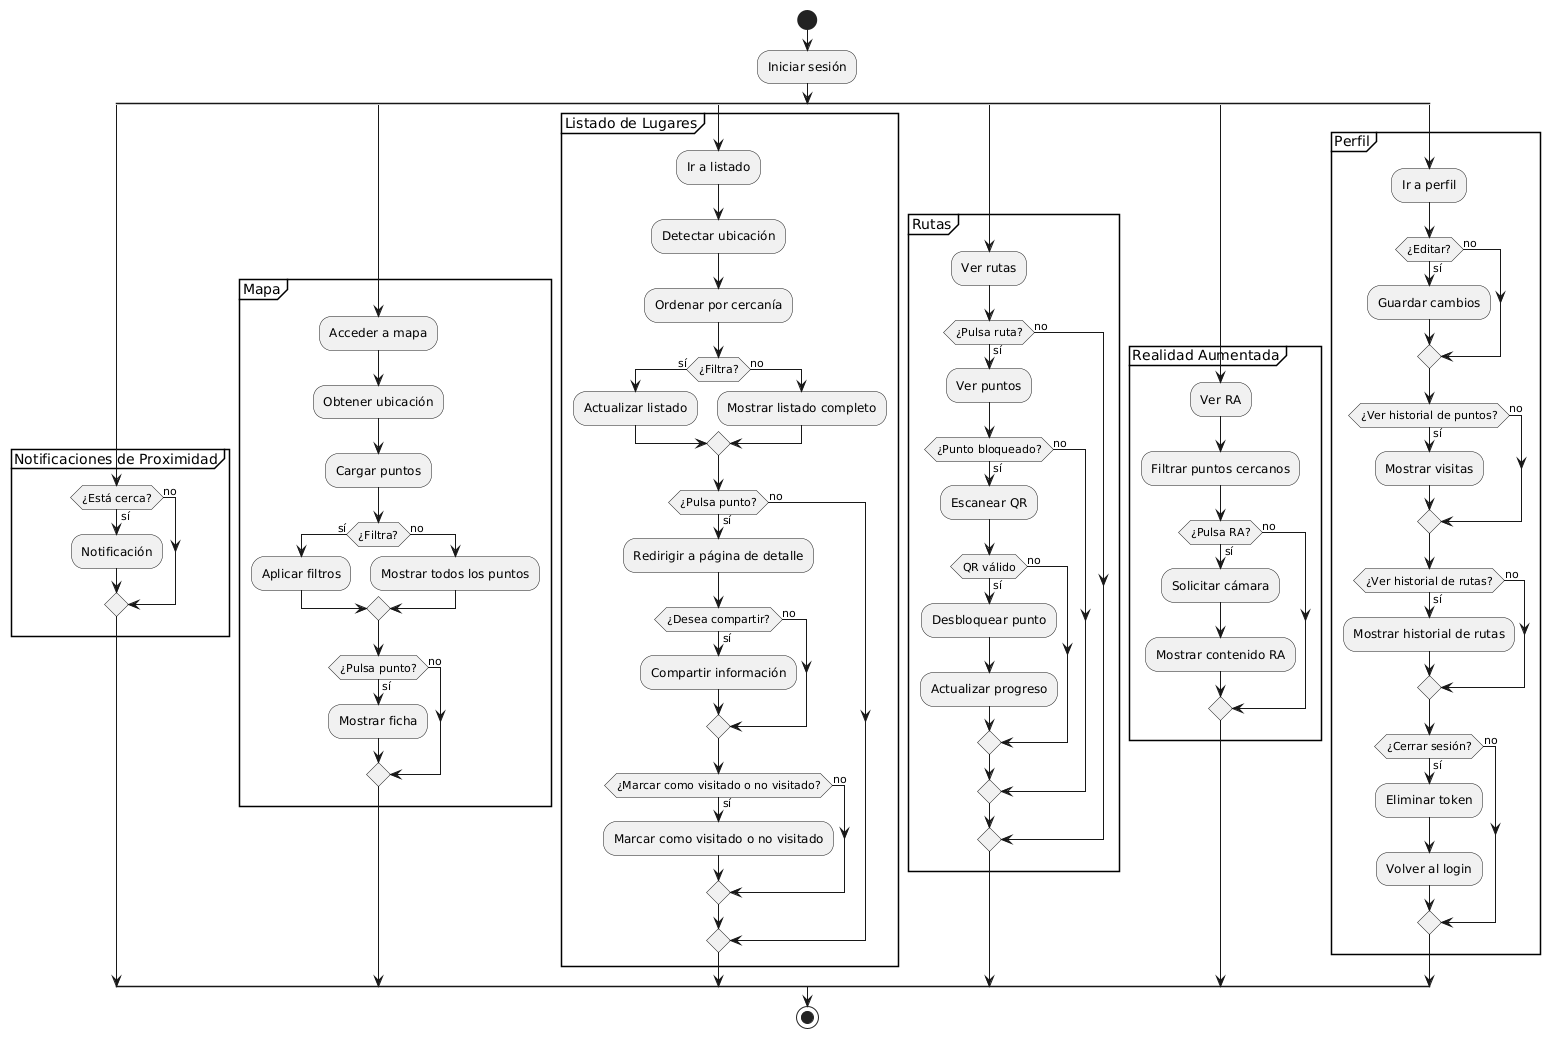 Iniciar sesión
Notificaciones de Proximidad
¿Está cerca?
no
sí
Notificación
Mapa
Acceder a mapa
Obtener ubicación
Cargar puntos
sí
¿Filtra?
no
Aplicar filtros
Mostrar todos los puntos
¿Pulsa punto?
no
sí
Mostrar ficha
Listado de Lugares
Ir a listado
Detectar ubicación
Ordenar por cercanía
sí
¿Filtra?
no
Actualizar listado
Mostrar listado completo
¿Pulsa punto?
no
sí
Redirigir a página de detalle
¿Desea compartir?
no
sí
Compartir información
¿Marcar como visitado o no visitado?
no
sí
Marcar como visitado o no visitado
Rutas
Ver rutas
¿Pulsa ruta?
no
sí
Ver puntos
¿Punto bloqueado?
no
sí
Escanear QR
QR válido
no
sí
Desbloquear punto
Actualizar progreso
Realidad Aumentada
Ver RA
Filtrar puntos cercanos
¿Pulsa RA?
no
sí
Solicitar cámara
Mostrar contenido RA
Perfil
Ir a perfil
¿Editar?
no
sí
Guardar cambios
¿Ver historial de puntos?
no
sí
Mostrar visitas
¿Ver historial de rutas?
no
sí
Mostrar historial de rutas
¿Cerrar sesión?
no
sí
Eliminar token
Volver al login